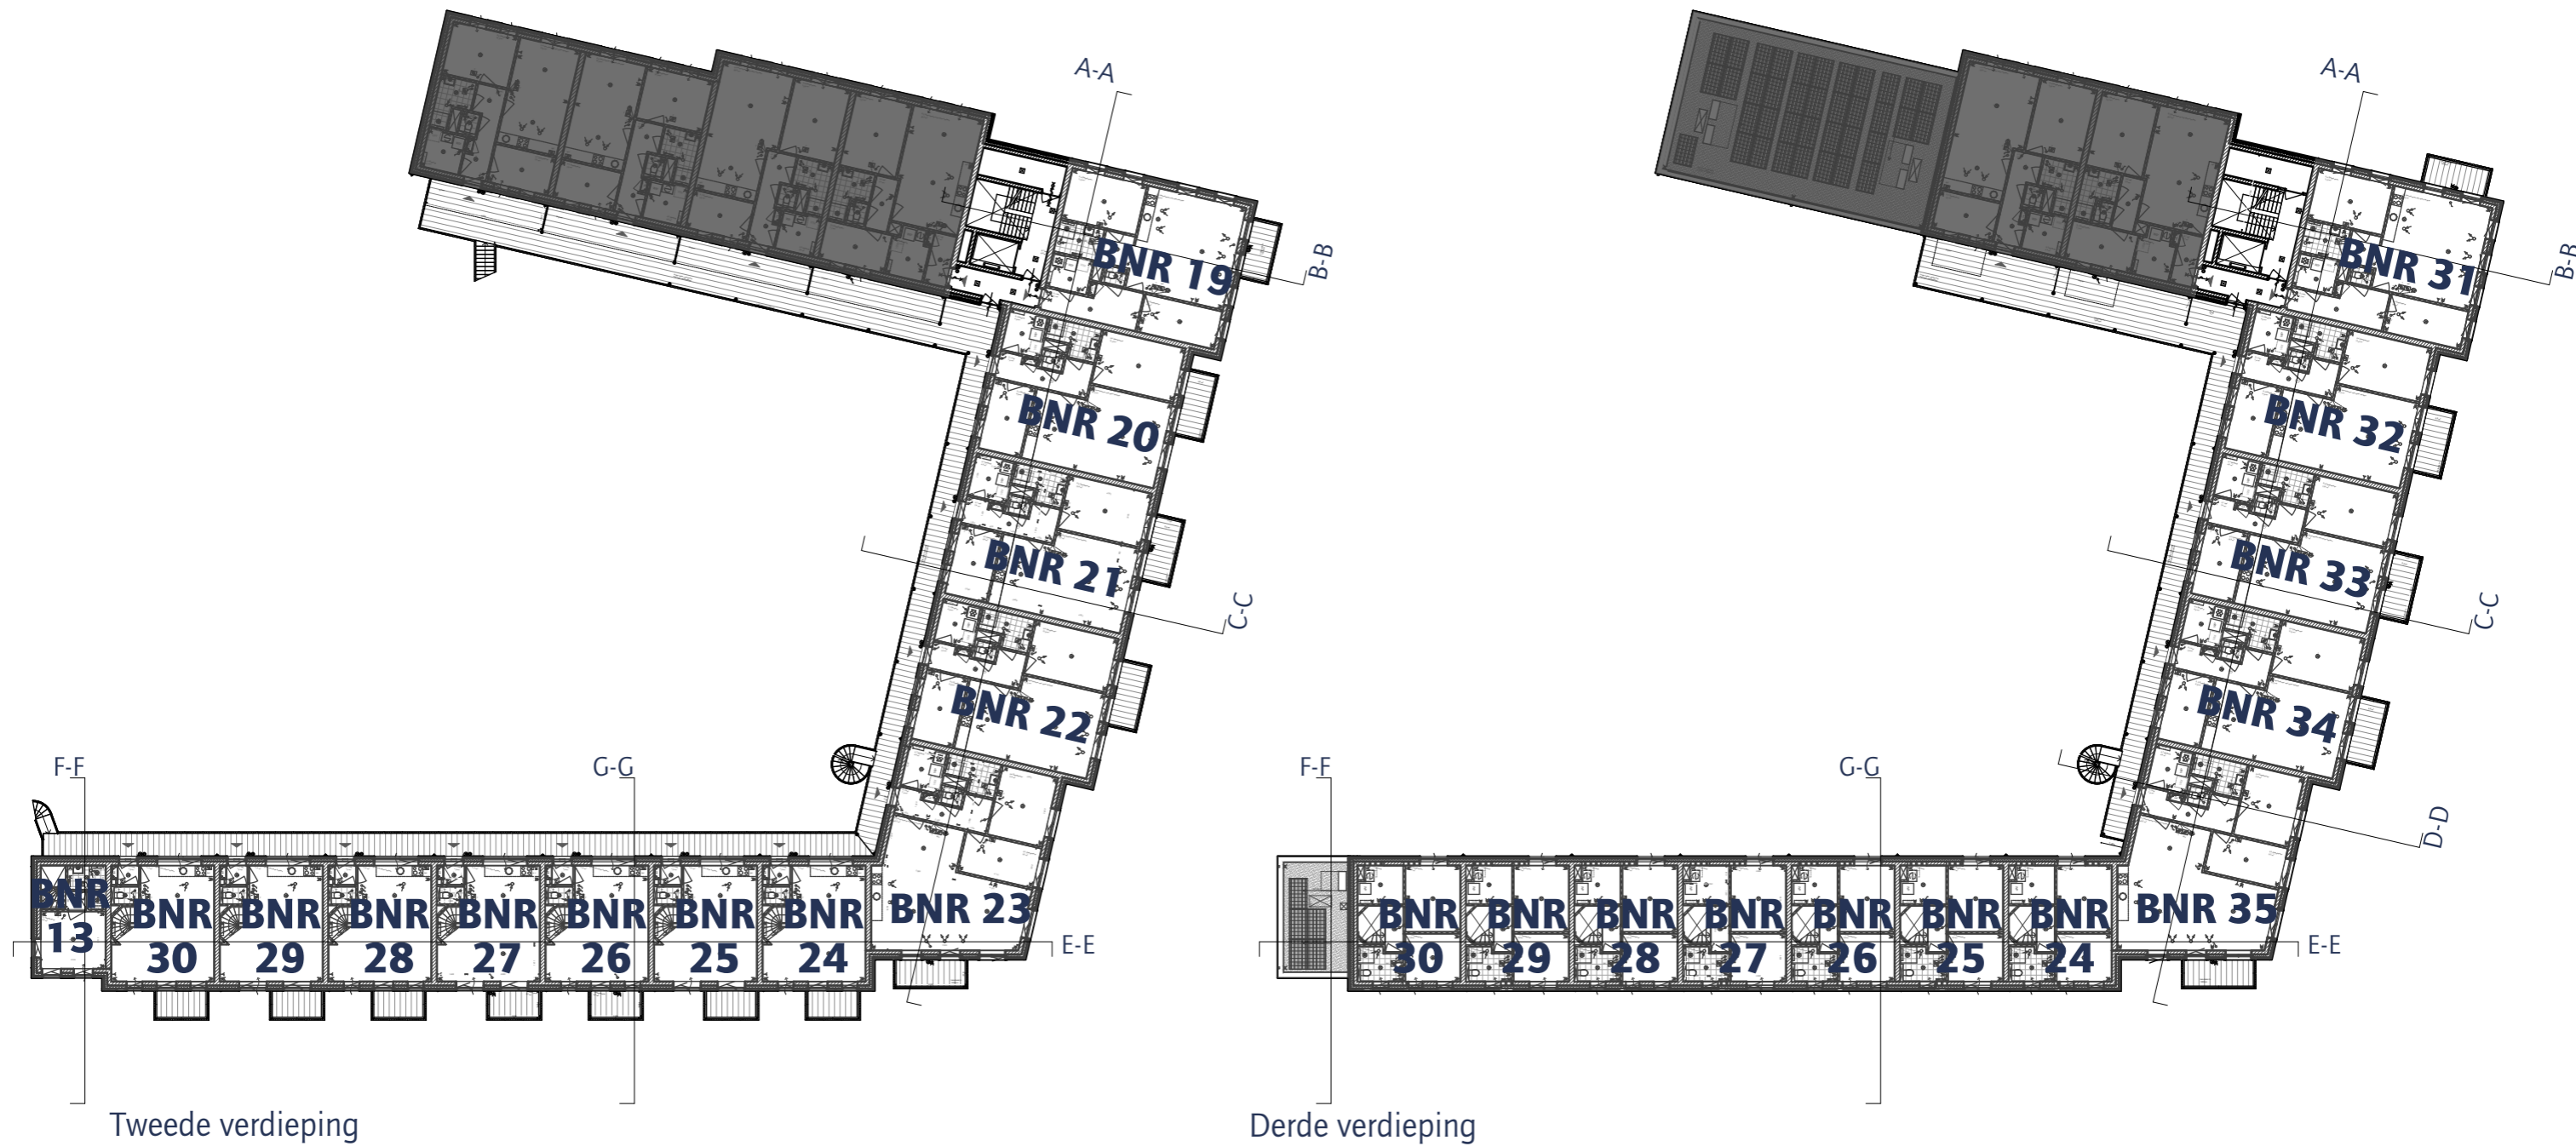 A-A
BNR 19
B-B
BNR 20
BNR 21
C-C
BNR 22
F-F
G-G
BNR 23
E-E
BNR
13
BNR
30
BNR
29
BNR
28
BNR
27
BNR
26
BNR
25
BNR
24
Tweede verdieping
A-A
BNR 31
B-B
BNR 32
BNR 33
C-C
BNR 34
D-D
F-F
G-G
BNR 35
E-E
BNR
30
BNR
29
BNR
28
BNR
27
BNR
26
BNR
25
BNR
24
Derde verdieping